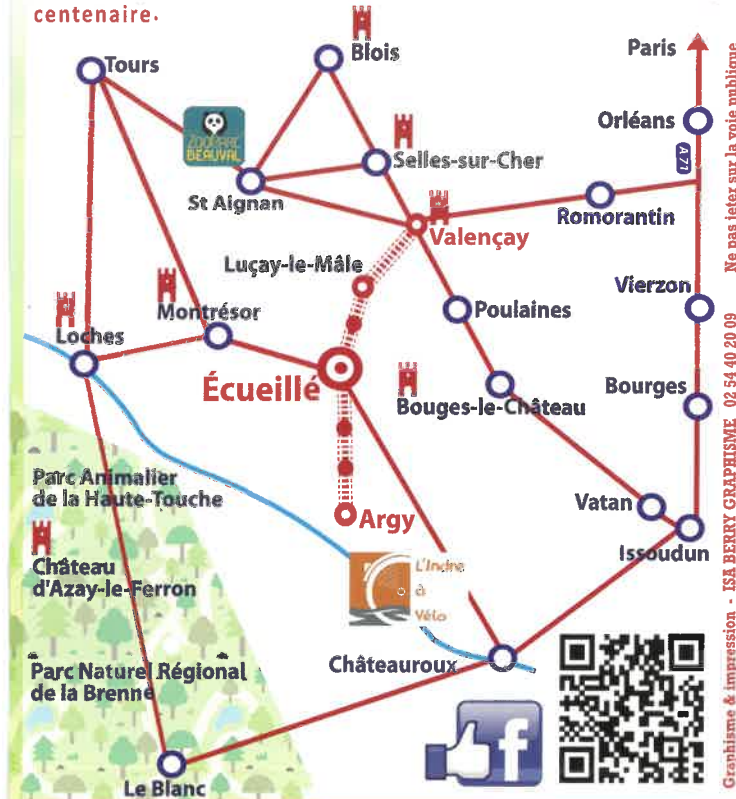 centenaire.
Blois
Paris
Tours
Orléans
ZOOPARC
BEAUVAL
A 71
Selles-sur-Cher
St Aignan
Romorantin
Valençay
Luçay-le-Mâle
Vierzon
Montrésor
Poulaines
Loches
Écueillé
Bourges
Bouges-le-Château
Parc Animalier
de la Haute-Touche
Vatan
Argy
Issoudun
Château
d'Azay-le-Ferron
L'Indre
à
Vélo
Châteauroux
Parc Naturel Régional
de la Brenne
f
Le Blanc
Graphisme & impression - ISA BERRY GRAPHISME 02 54 40 20 09 Ne pas jeter sur la voie publique